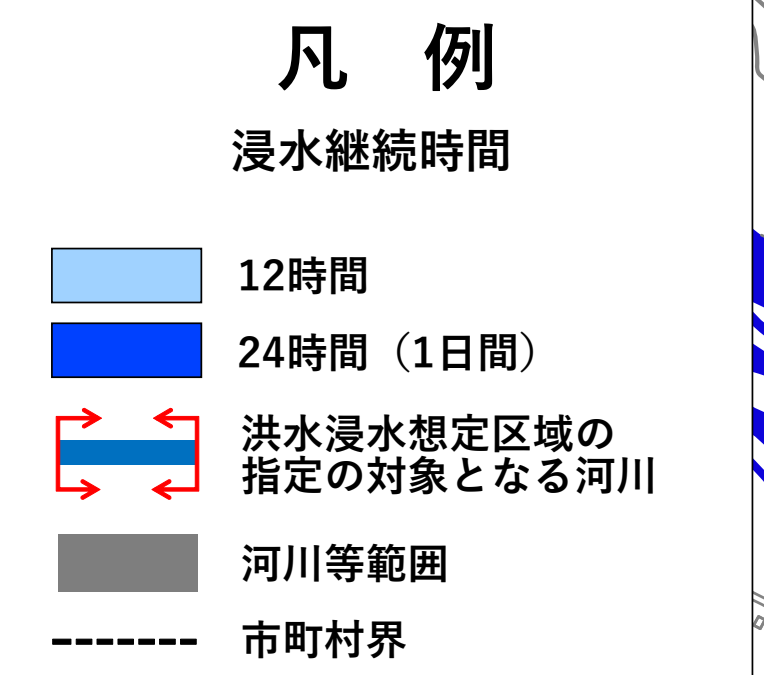 凡　例
浸水継続時間
12時間
24時間（1日間）
洪水浸水想定区域の
指定の対象となる河川
河川等範囲
市町村界